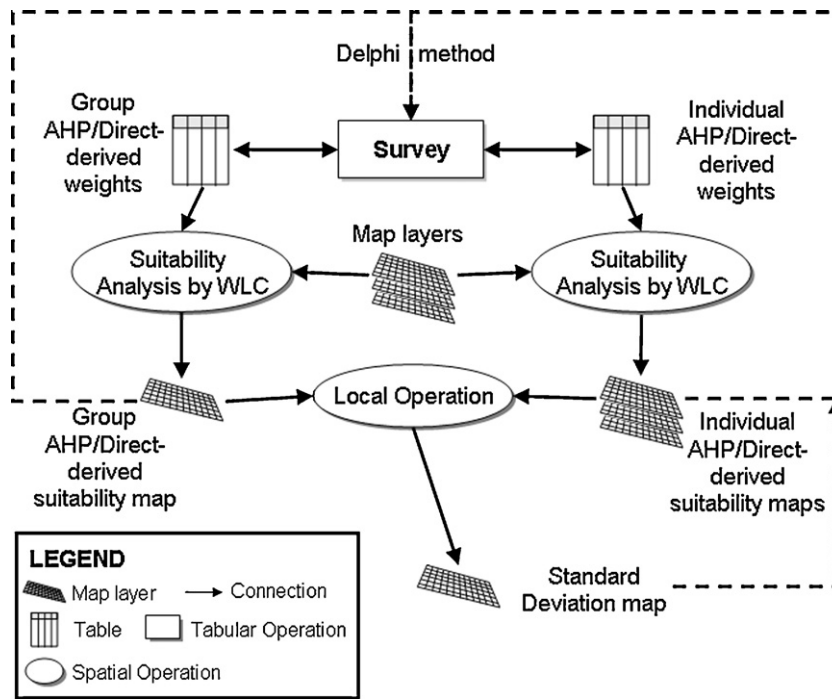 Delphi method
Group
AHP/Direct-
derived
weights
Survey
Individual
AHP/Direct-
derived
weights
Map layers
Suitability
Analysis by WLC
Suitability
Analysis by WLC
Local Operation
Group
AHP/Direct-
derived
suitability map
Individual
AHP/Direct-
derived
suitability maps
Standard
Deviation map
LEGEND
Map layer
Connection
Table
Tabular Operation
Spatial Operation